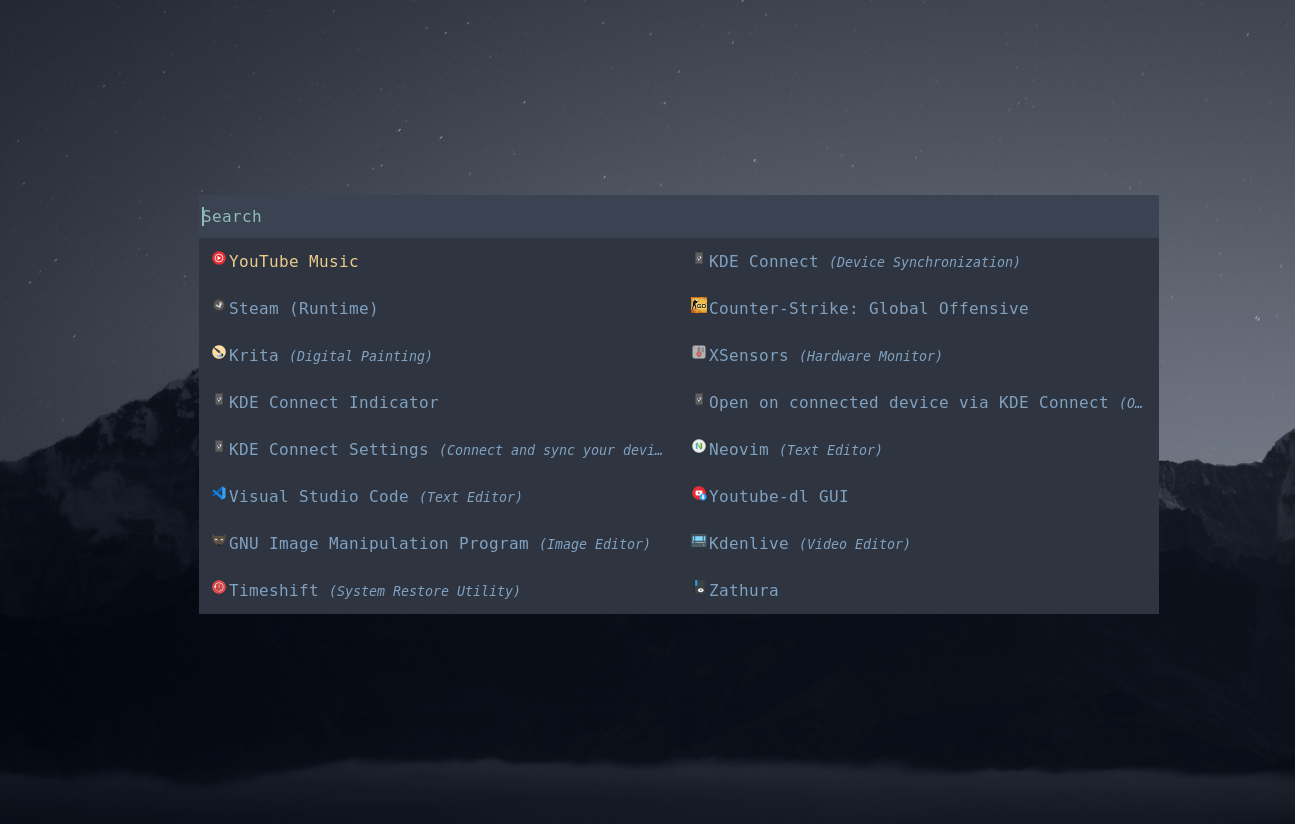 Search
YouTube Music
KDE Connect (Device Synchronization)
Steam (Runtime)
Counter-Strike: Global Offensive
Krita (Digital Painting)
XSensors (Hardware Monitor)
KDE Connect Indicator
Open on connected device via KDE Connect (O…
KDE Connect Settings (Connect and sync your devi…
Neovim (Text Editor)
Visual Studio Code (Text Editor)
Youtube-dl GUI
GNU Image Manipulation Program (Image Editor)
Kdenlive (Video Editor)
Timeshift (System Restore Utility)
Zathura